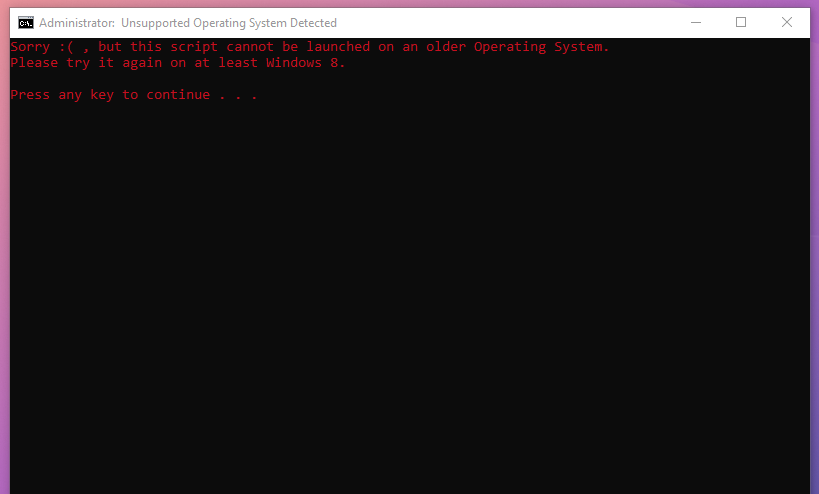 Administrator: Unsupported Operating System Detected
Sorry :( , but this script cannot be launched on an older Operating System.
Please try it again on at least Windows 8.
Press any key to continue . . .